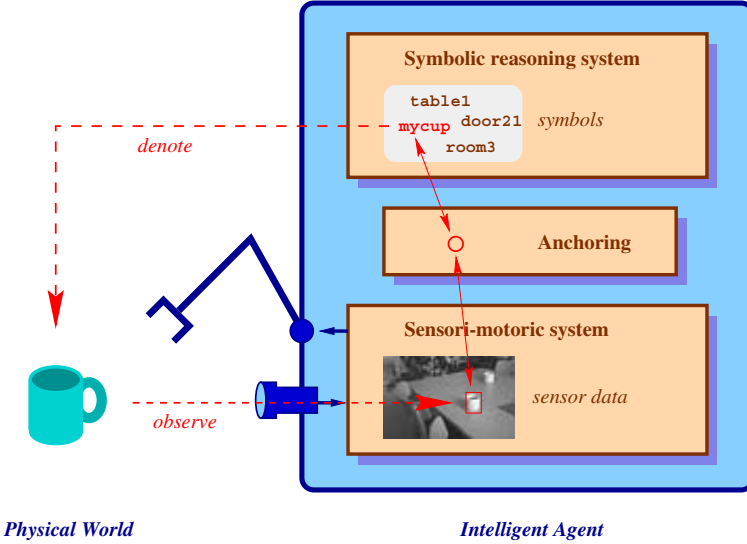 Symbolic reasoning system
table1
mycup door21
symbols
room3
denote
Anchoring
Sensori-motoric system
sensor data
observe
Physical World
Intelligent Agent